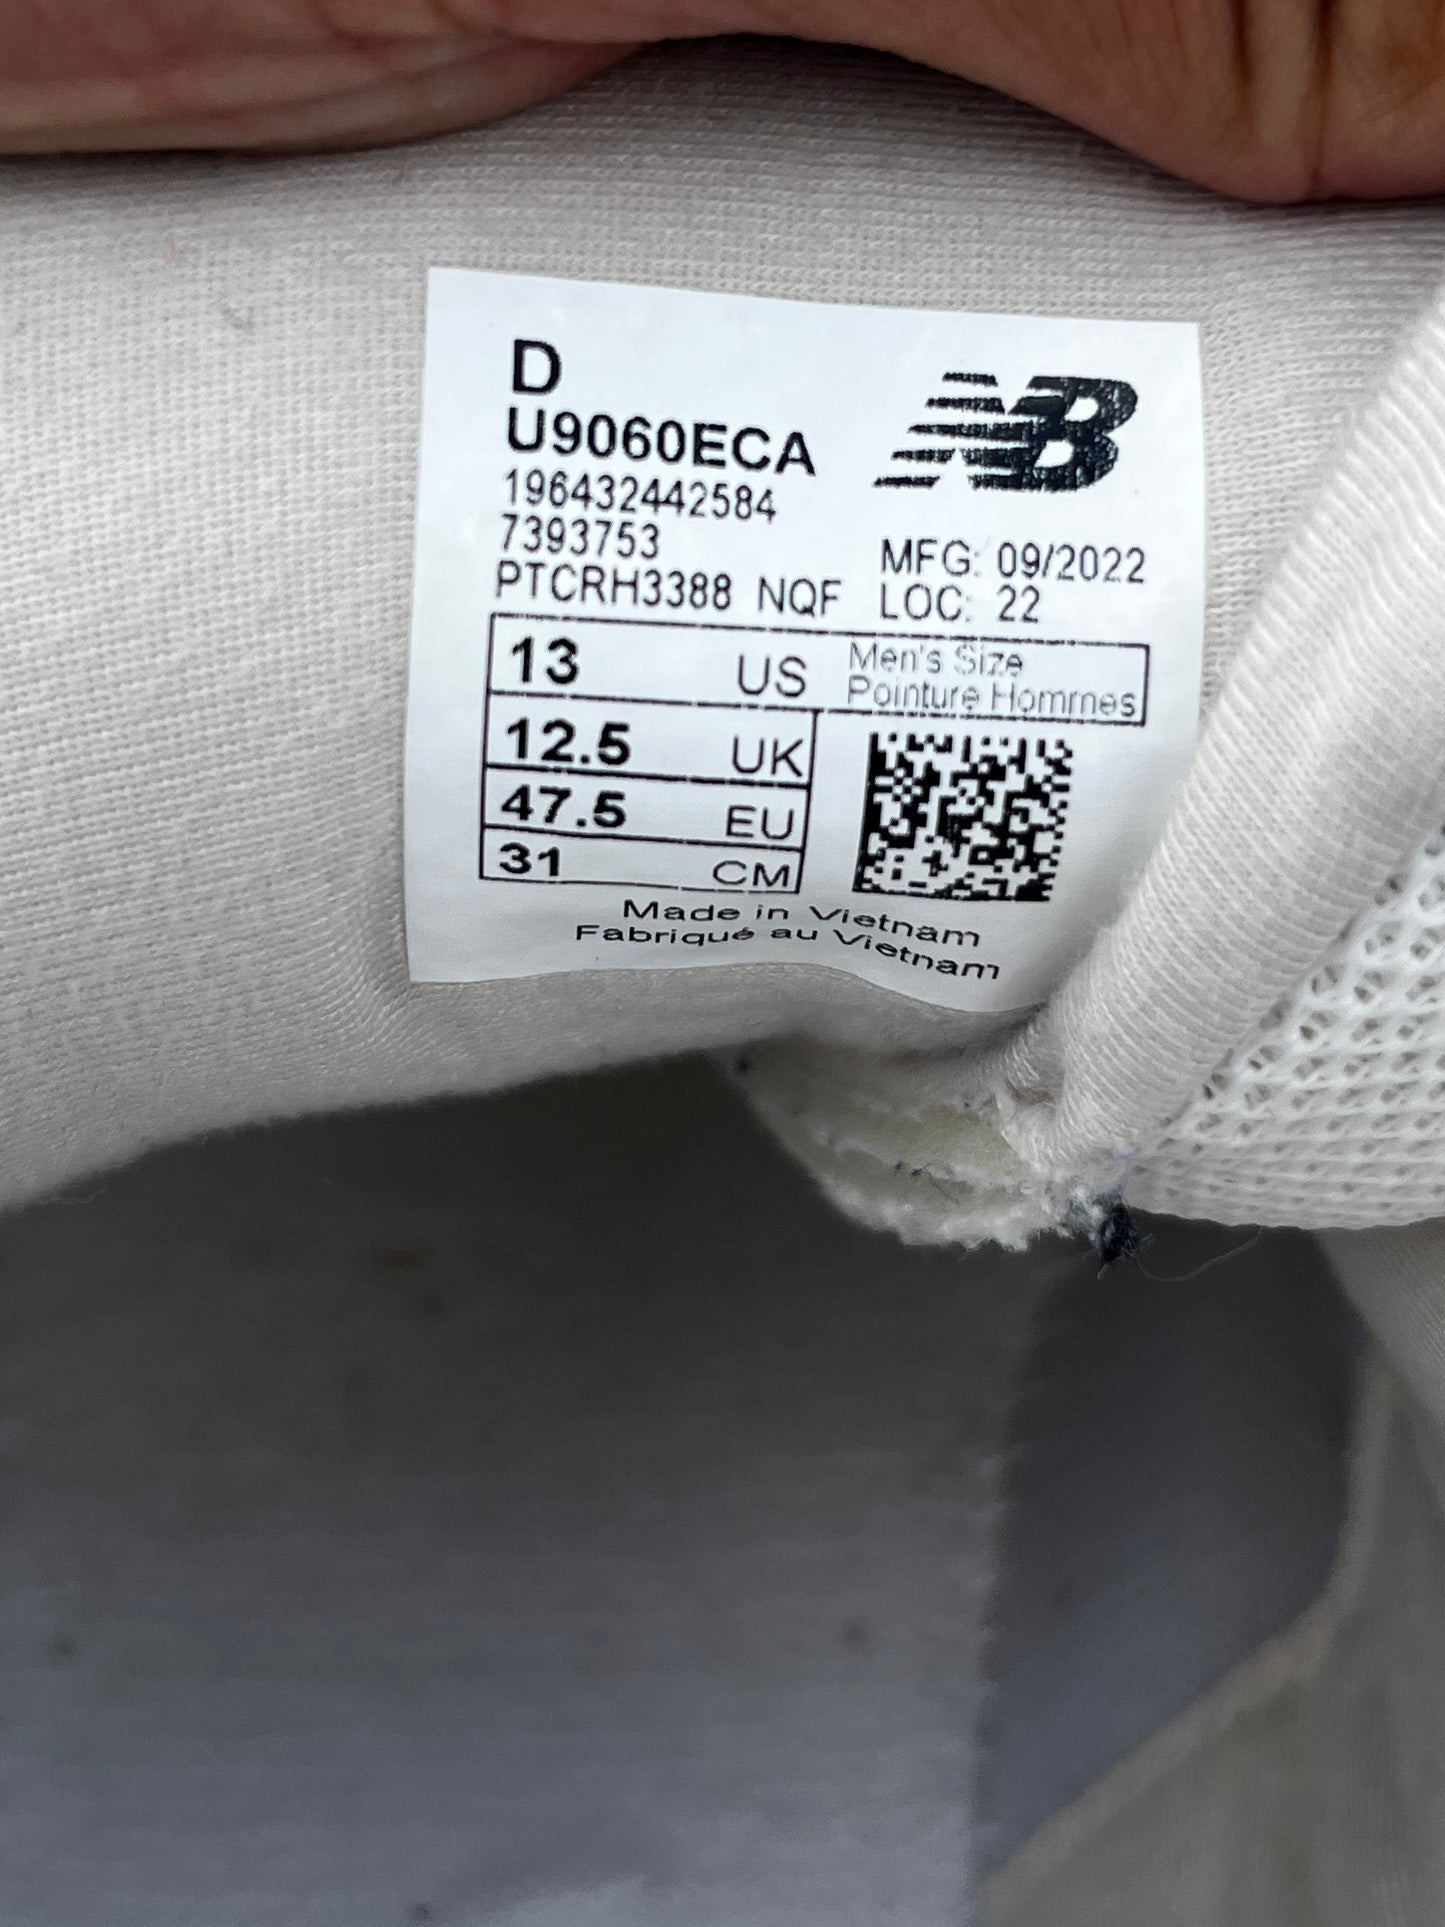 D
U9060ECA
196432442584
7393753
PTCRH3388 NQF
NB
MFG: 09/2022
LOC: 22
13 US Men's Size
Pointure Hommes
12.5 UK
47.5 EU
31 CM
Made in Vietnam
Fabriqué au Vietnam